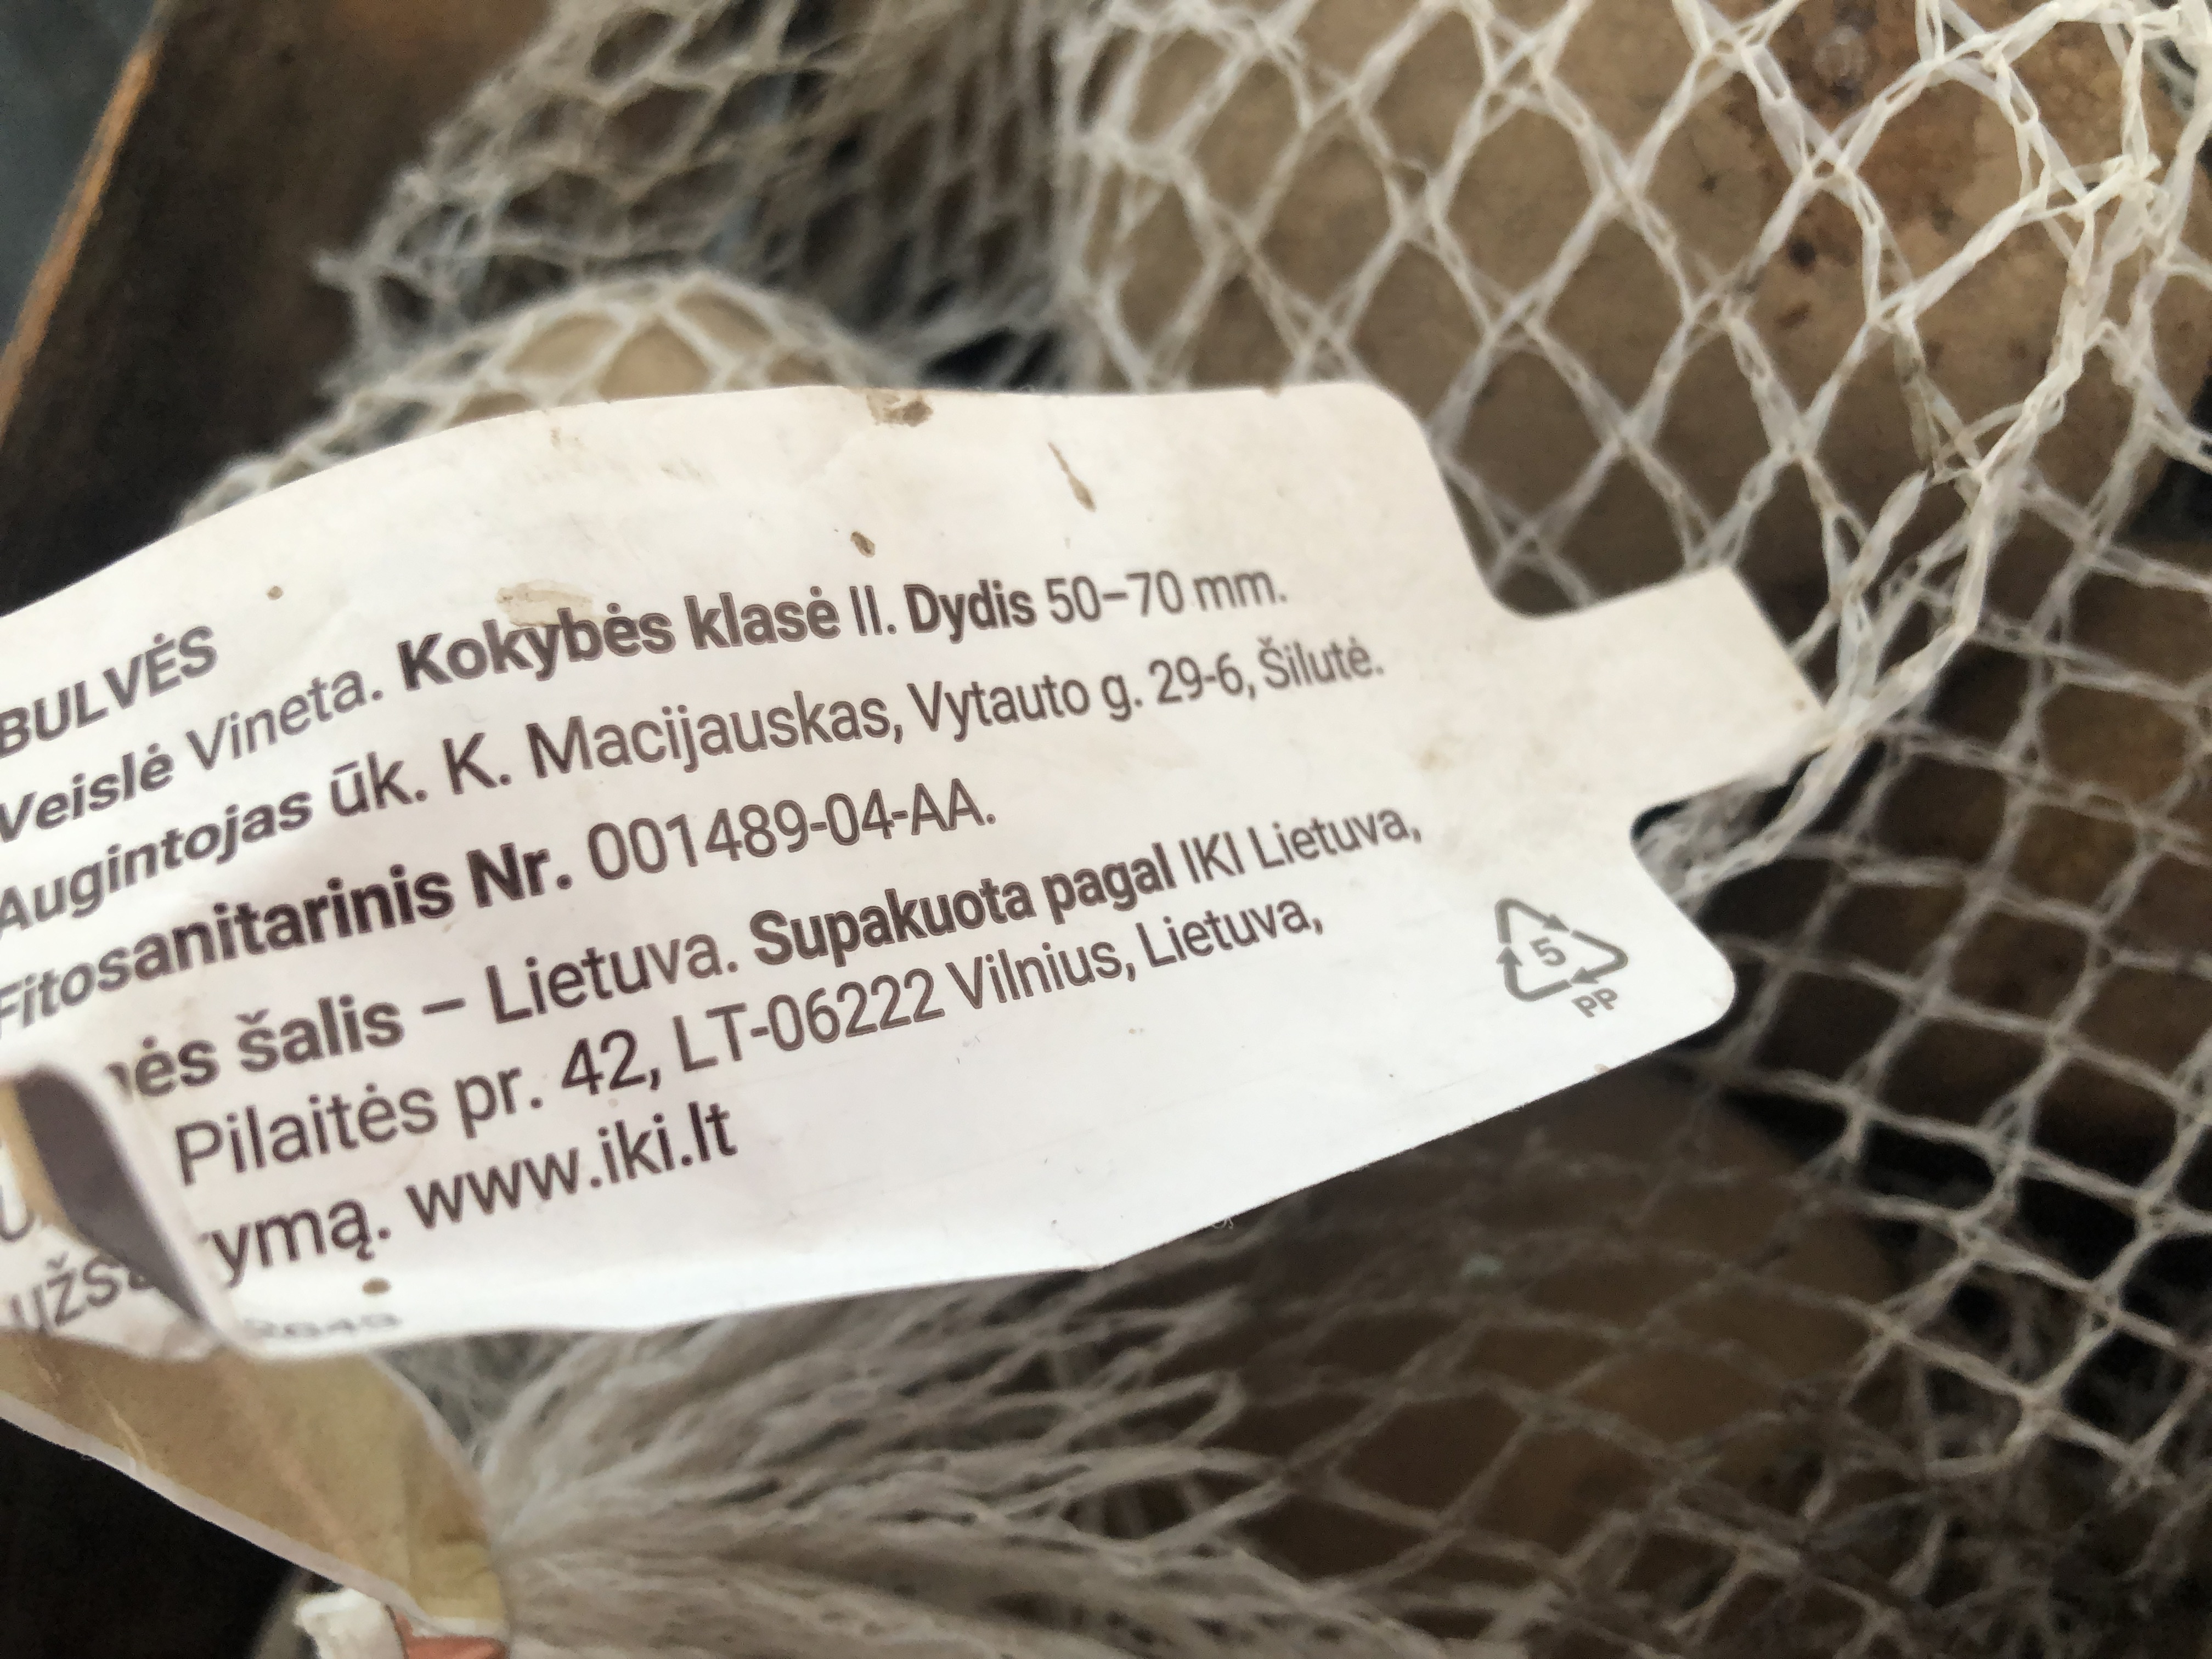 BULVĖS
Veislė Vineta. Kokybės klasė II. Dydis 50–70 mm.
Augintojas ūk. K. Macijauskas, Vytauto g. 29-6, Šilutė.
Fitosanitarinis Nr. 001489-04-AA.
šalis – Lietuva. Supakuota pagal IKI Lietuva,
Pilaitės pr. 42, LT-06222 Vilnius, Lietuva,
www.iki.lt
5
PP